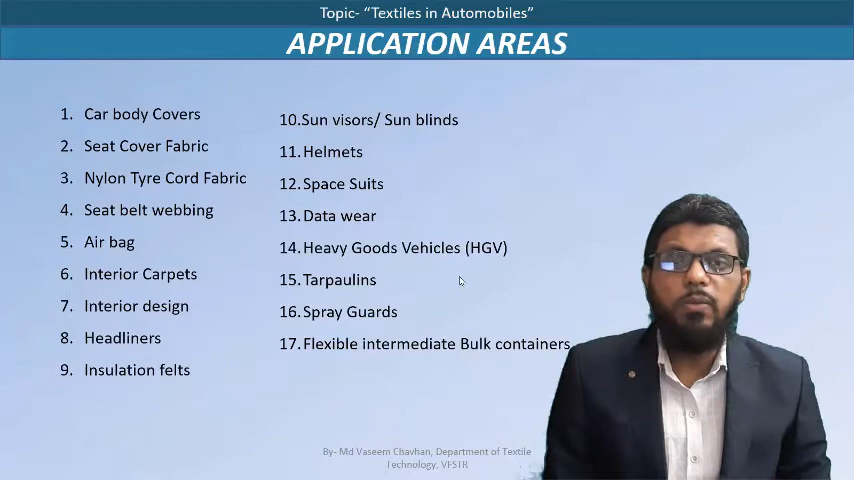 Topic- “Textiles in Automobiles”
APPLICATION AREAS
1. Car body Covers
2. Seat Cover Fabric
3. Nylon Tyre Cord Fabric
4. Seat belt webbing
5. Air bag
6. Interior Carpets
7. Interior design
8. Headliners
9. Insulation felts
10.Sun visors/ Sun blinds
11.Helmets
12.Space Suits
13.Data wear
14.Heavy Goods Vehicles (HGV)
15.Tarpaulins
16.Spray Guards
17.Flexible intermediate Bulk containers
By- Md Vaseem Chavhan, Department of Textile
Technology, VFSTR